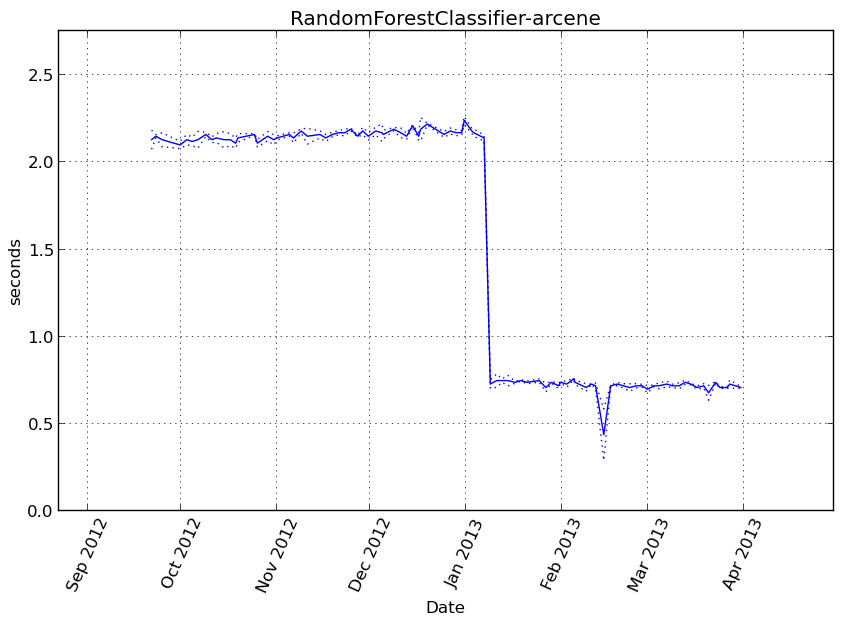 RandomForestClassifier-arcene
2.5
2.0
1.5
1.0
0.5
0.0
seconds
Sep 2012
Oct 2012
Nov 2012
Dec 2012
Jan 2013
Feb 2013
Mar 2013
Apr 2013
Date